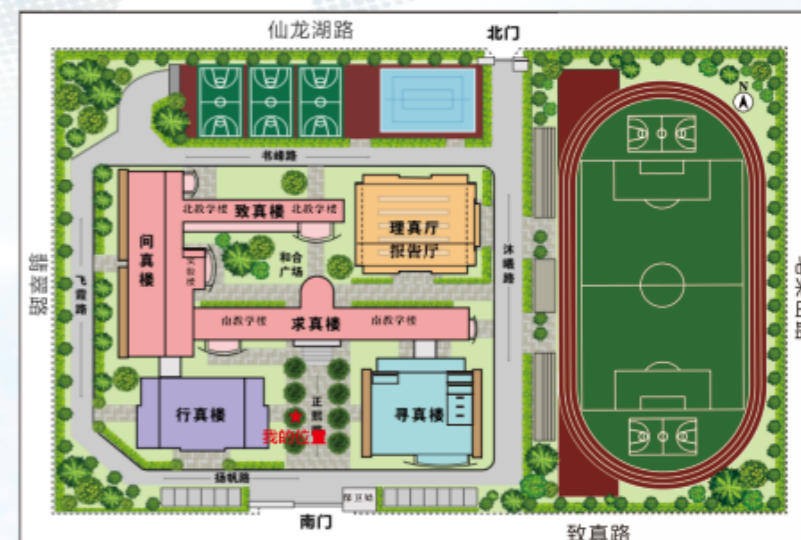 仙龙湖路
北门
N
书峰路
北教学楼 致真楼 北教学楼
理真厅
报告厅
问真楼
实验楼
和合
广场
沐曦路
飞霞路
南教学楼 求真楼 南教学楼
行真楼
我的位置
寻真楼
扬帆路
保卫处
南门
致真路